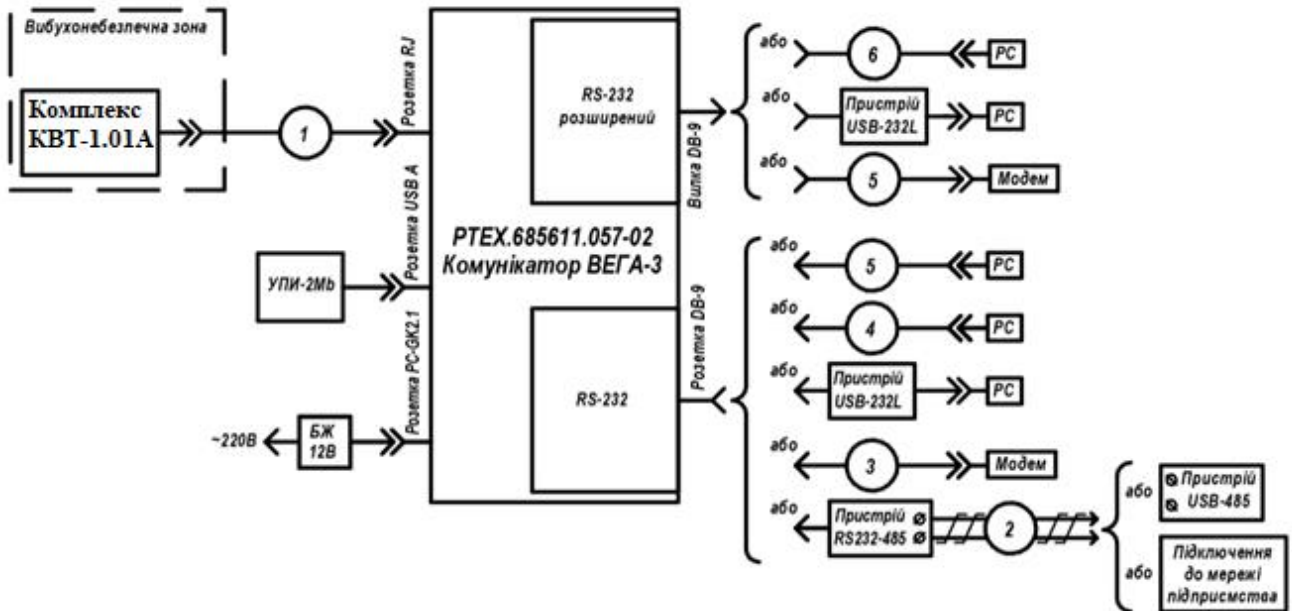 Вибухонебезпечна зона
Комплекс
КВТ-1.01А
1
Розетка RJ
Розетка USB A
УПИ-2Mb
Розетка PC-GK2.1
~220В
БЖ
12В
РТЕХ.685611.057-02
Комунікатор ВЕГА-3
RS-232
розширений
RS-232
Вилка DB-9
Розетка DB-9
або
6
PC
або
Пристрій
USB-232L
PC
або
5
Модем
або
5
PC
або
4
PC
або
Пристрій
USB-232L
PC
або
3
Модем
або
Пристрій
RS232-485
2
або
Пристрій
USB-485
або
Підключення
до мережі
підприємства